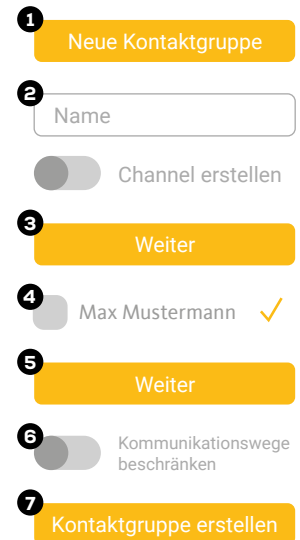 1
Neue Kontaktgruppe
2
Name
Channel erstellen
3
Weiter
4
Max Mustermann
5
Weiter
6
Kommunikationswege
beschränken
7
Kontaktgruppe erstellen